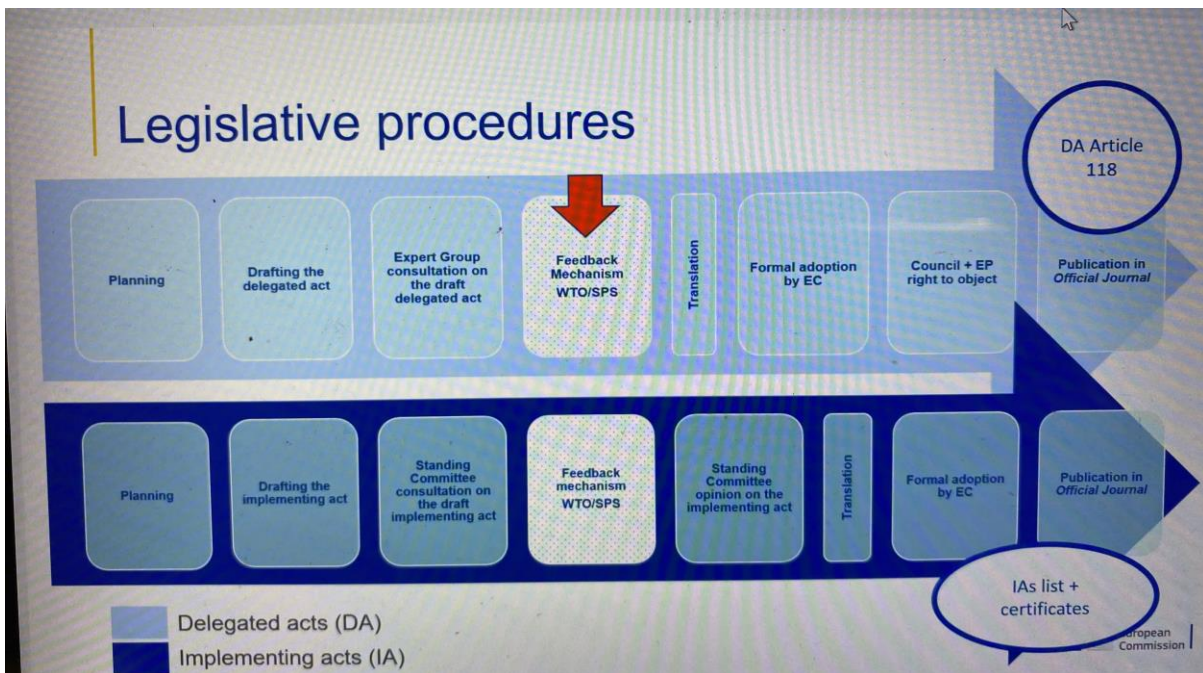 Legislative procedures
DA Article
118
Planning
Drafting the
delegated act
Expert Group
consultation on
the draft
delegated act
Feedback
Mechanism
WTO/SPS
Translation
Formal adoption
by EC
Council + EP
right to object
Publication in
Official Journal
Planning
Drafting the
implementing act
Standing
Committee
consultation on
the draft
implementing act
Feedback
mechanism
WTO/SPS
Standing
Committee
opinion on the
implementing act
Translation
Formal adoption
by EC
Publication in
Official Journal
IAs list +
certificates
Delegated acts (DA)
Implementing acts (IA)
Commission